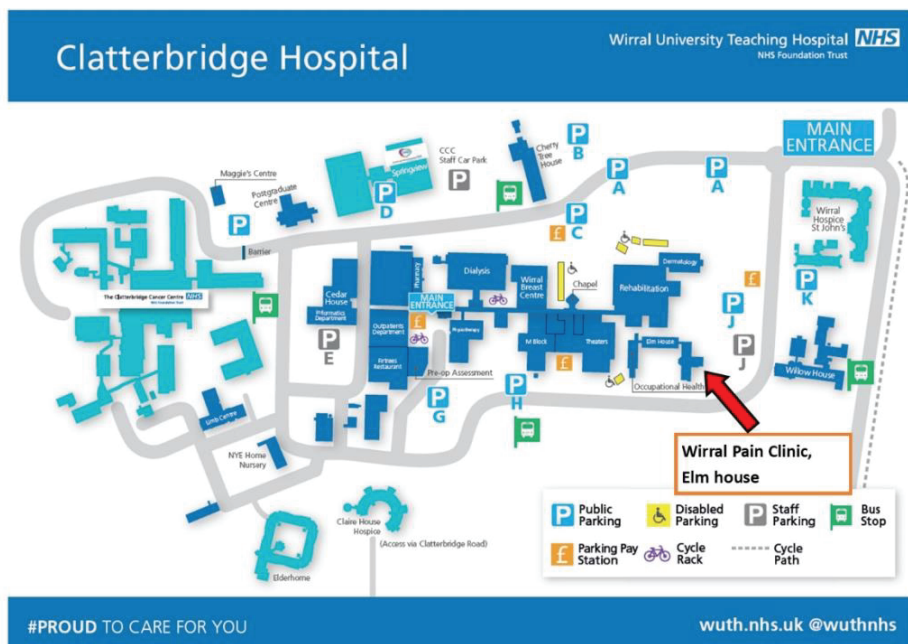 Clatterbridge Hospital
Wirral University Teaching Hospital NHS
NHS Foundation Trust
MAIN
ENTRANCE
Maggie's Centre
Postgraduate
Centre
Springview
CCC
Staff Car Park
Cherry
Tree
House
P
B
P
A
P
A
P
D
P
P
P
C
£
Barrier
Wirral
Hospice
St John's
P
K
The Clatterbridge Cancer Centre NHS
Cedar
House
Informatics
Department
P
E
Pharmacy
MAIN
ENTRANCE
£
Outpatients
Department
Dialysis
Wirral
Breast
Centre
Chapel
Dermatology
Rehabilitation
£
P
J
P
J
Physiotherapy
M Block
Theatres
£
Elm House
Willow House
Restaurant
Pre-op Assessment
Occupational Health
P
G
P
H
Limb Centre
NYE Home
Nursery
Wirral Pain Clinic,
Elm house
Claire House
Hospice
(Access via Clatterbridge Road)
Elderhome
P Public
Parking
Disabled
Parking
P Staff
Parking
Bus
Stop
£ Parking Pay
Station
Cycle
Rack
Cycle
Path
#PROUD TO CARE FOR YOU
wuth.nhs.uk @wuthnhs